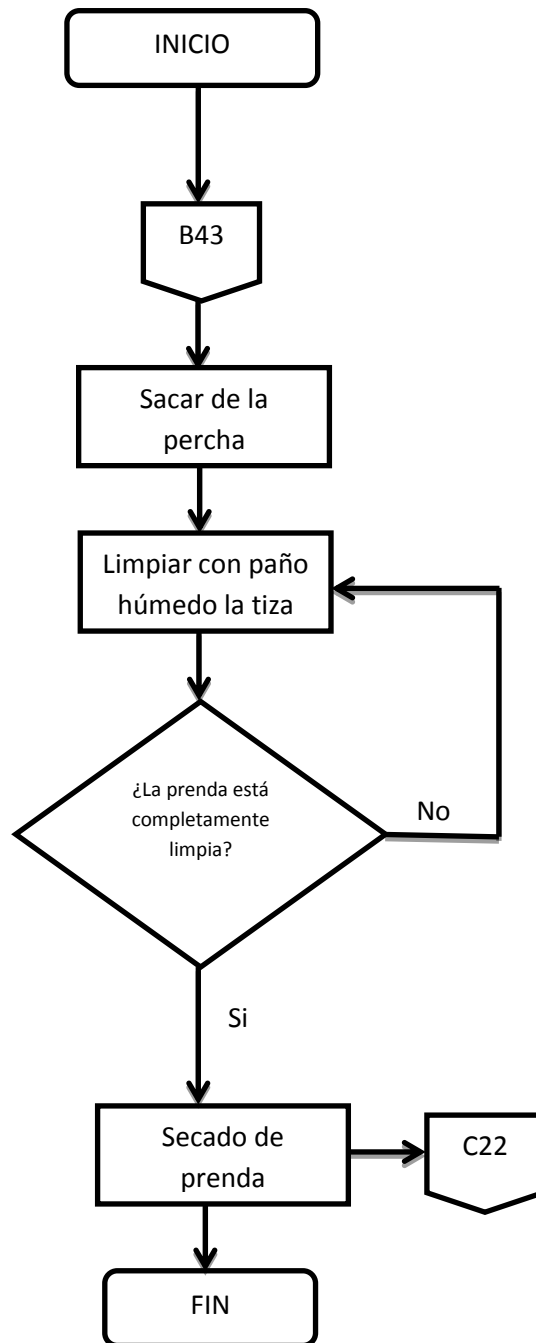 INICIO
B43
Sacar de la
percha
Limpiar con paño
húmedo la tiza
¿La prenda está
completamente
limpia?
No
Si
Secado de
prenda
C22
FIN